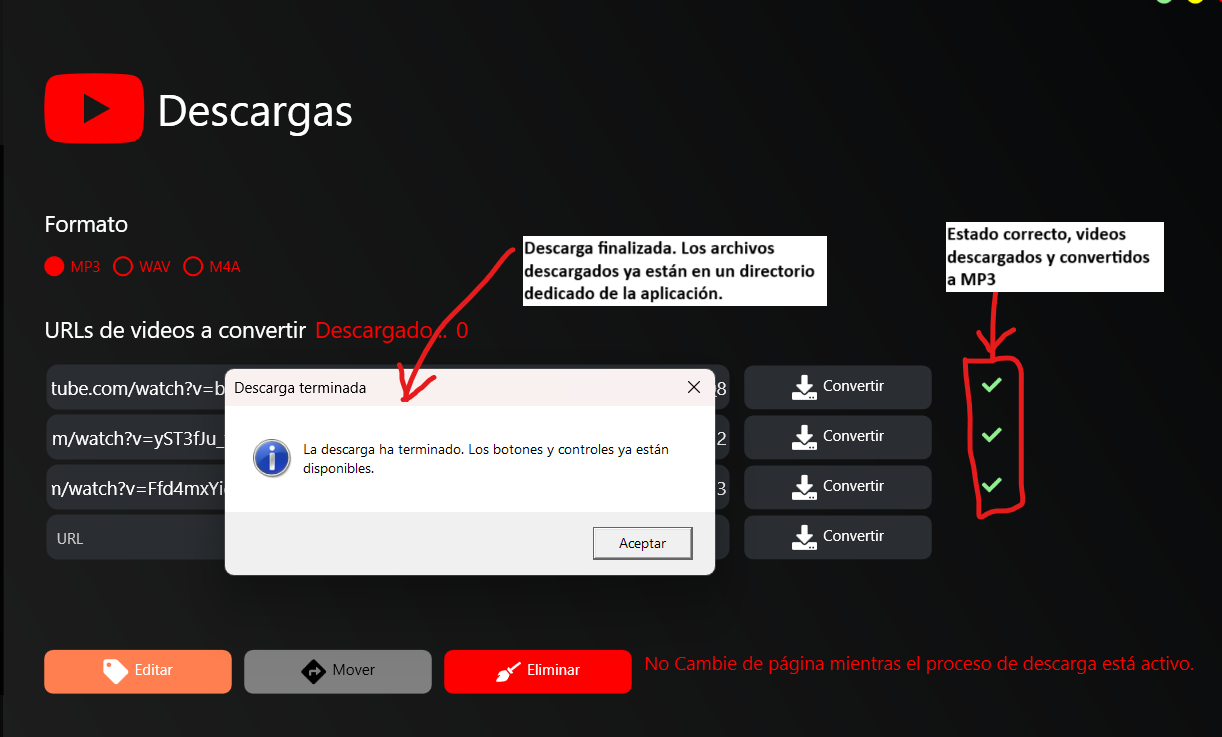 Descargas
Formato
MP3 WAV M4A
Descarga finalizada. Los archivos
descargados ya están en un directorio
dedicado de la aplicación.
Estado correcto, videos
descargados y convertidos
a MP3
URLs de videos a convertir Descargado... 0
Descarga terminada
tube.com/watch?v=b 8 Convertir
m/watch?v=yST3fJu_ 2 Convertir
La descarga ha terminado. Los botones y controles ya están
disponibles.
n/watch?v=Ffd4mxYi 3 Convertir
URL Convertir
Aceptar
Editar Mover Eliminar No Cambie de página mientras el proceso de descarga está activo.